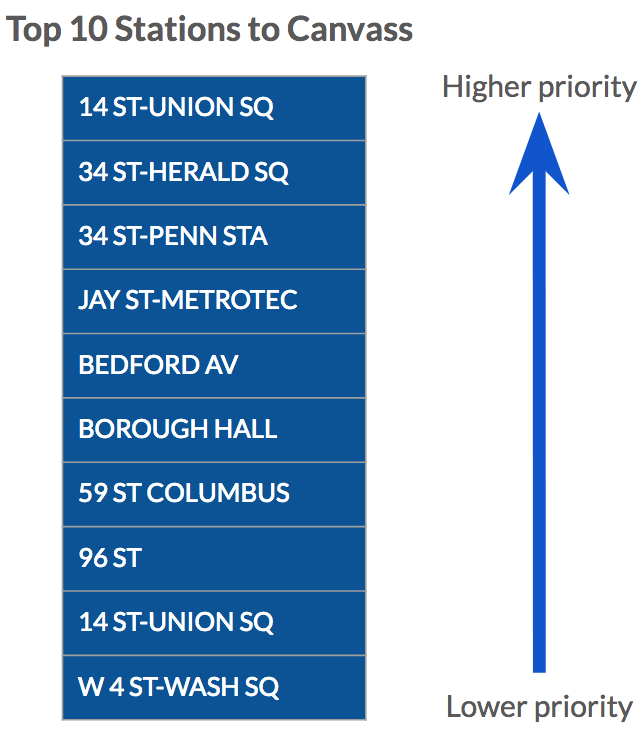 Top 10 Stations to Canvass
Higher priority
14 ST-UNION SQ
34 ST-HERALD SQ
34 ST-PENN STA
JAY ST-METROTEC
BEDFORD AV
BOROUGH HALL
59 ST COLUMBUS
96 ST
14 ST-UNION SQ
W 4 ST-WASH SQ
Lower priority